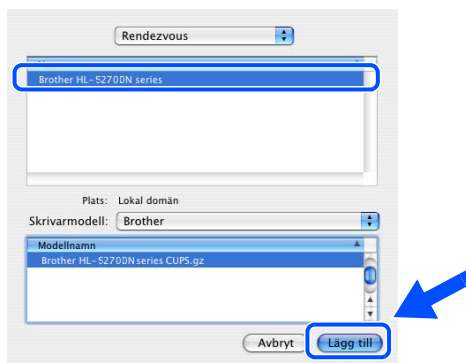 Rendezvous
Brother HL-5270DN series
Plats: Lokal domän
Skrivarmodell: Brother
Modellnamn
Brother HL-5270DN series CUPS.gz
Avbryt Lägg till